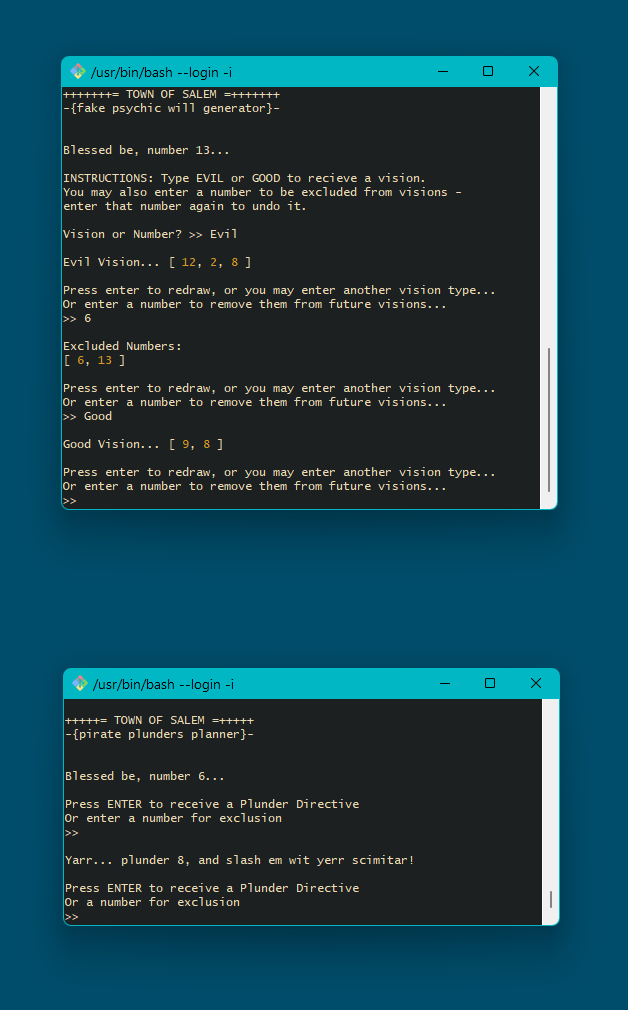 /usr/bin/bash --login -i
+++++++= TOWN OF SALEM =+++++++
-{fake psychic will generator}-
Blessed be, number 13...
INSTRUCTIONS: Type EVIL or GOOD to recieve a vision.
You may also enter a number to be excluded from visions -
enter that number again to undo it.
Vision or Number? >> Evil
Evil Vision... [ 12, 2, 8 ]
Press enter to redraw, or you may enter another vision type...
Or enter a number to remove them from future visions...
>> 6
Excluded Numbers:
[ 6, 13 ]
Press enter to redraw, or you may enter another vision type...
Or enter a number to remove them from future visions...
>> Good
Good Vision... [ 9, 8 ]
Press enter to redraw, or you may enter another vision type...
Or enter a number to remove them from future visions...
>>
/usr/bin/bash --login -i
+++++= TOWN OF SALEM =+++++
-{pirate plunders planner}-
Blessed be, number 6...
Press ENTER to receive a Plunder Directive
Or enter a number for exclusion
>>
Yarr... plunder 8, and slash em wit yerr scimitar!
Press ENTER to receive a Plunder Directive
Or a number for exclusion
>>